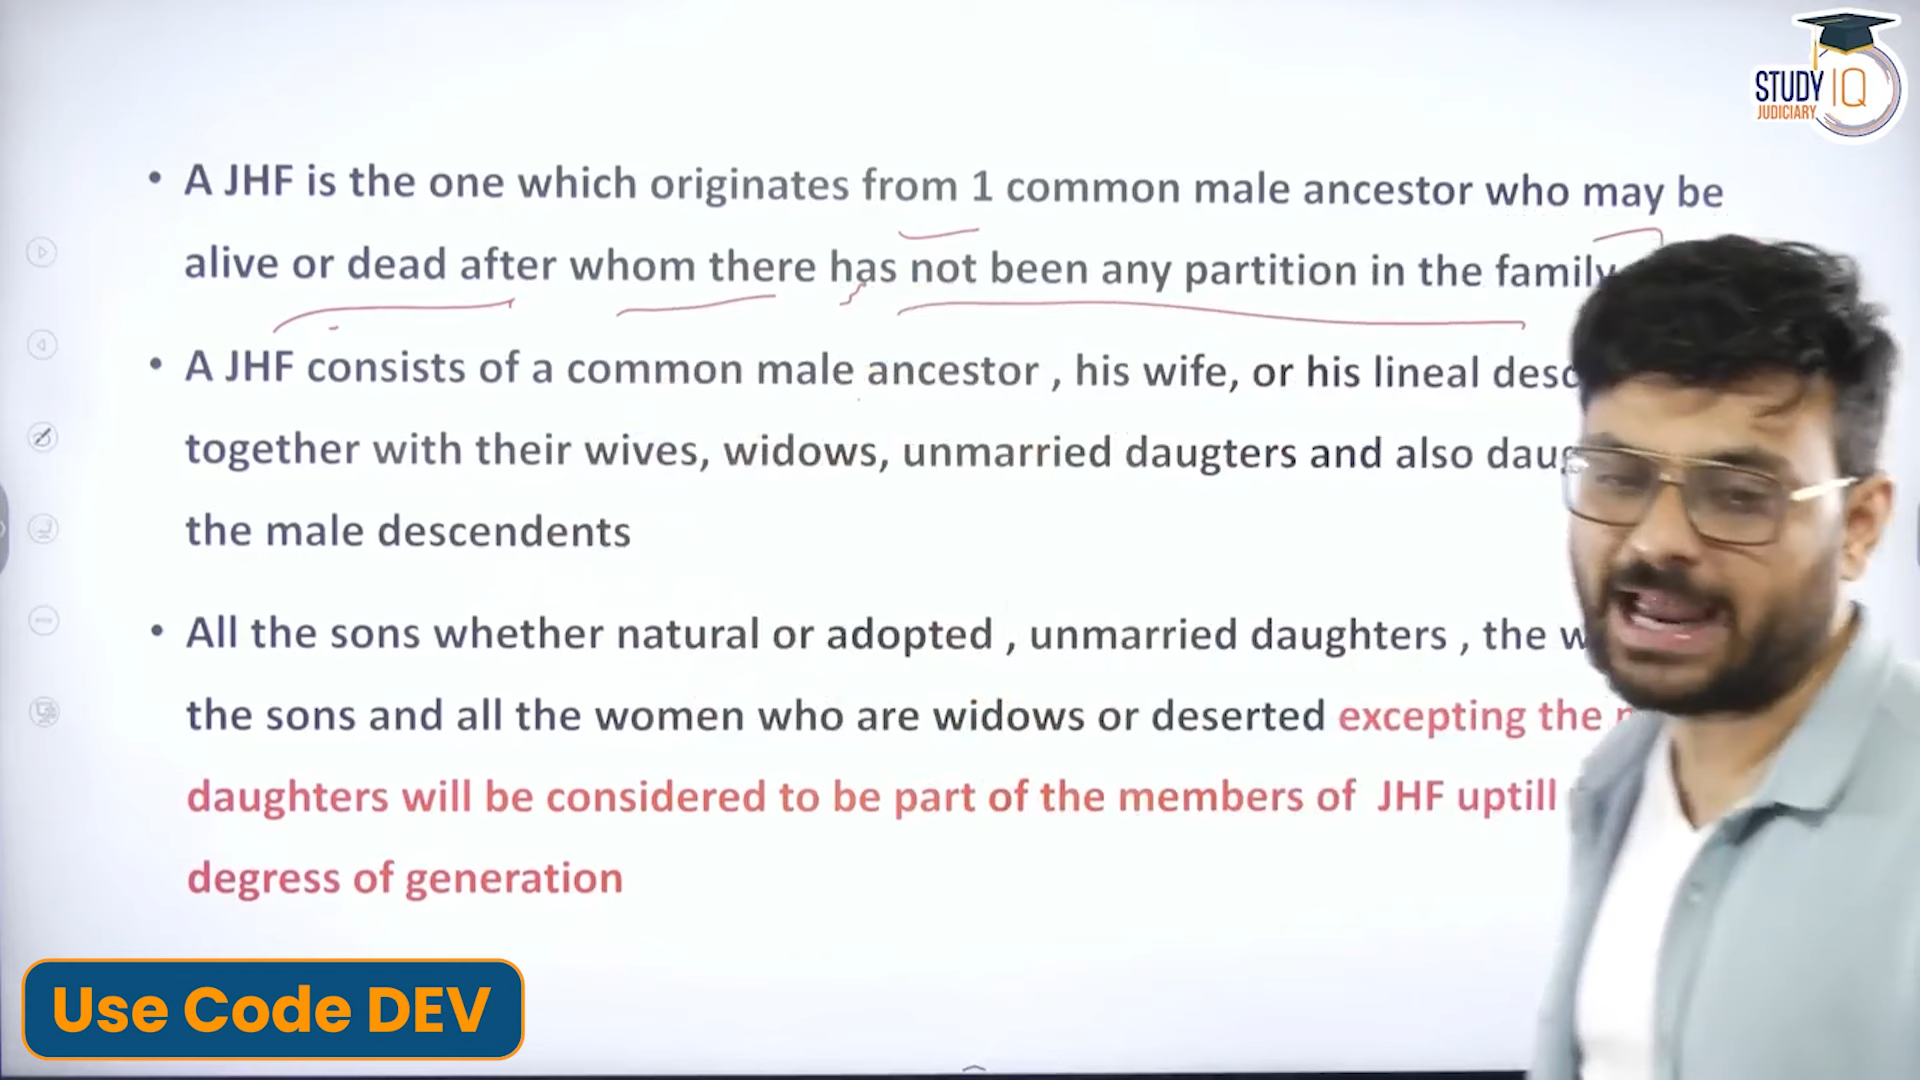 STUDY IQ
JUDICIARY
• A JHF is the one which originates from 1 common male ancestor who may be
alive or dead after whom there has not been any partition in the family
• A JHF consists of a common male ancestor , his wife, or his lineal
together with their wives, widows, unmarried daugters and also
the male descendents
• All the sons whether natural or adopted , unmarried daughters , the
the sons and all the women who are widows or deserted excepting the
daughters will be considered to be part of the members of JHF uptill
degress of generation
Use Code DEV